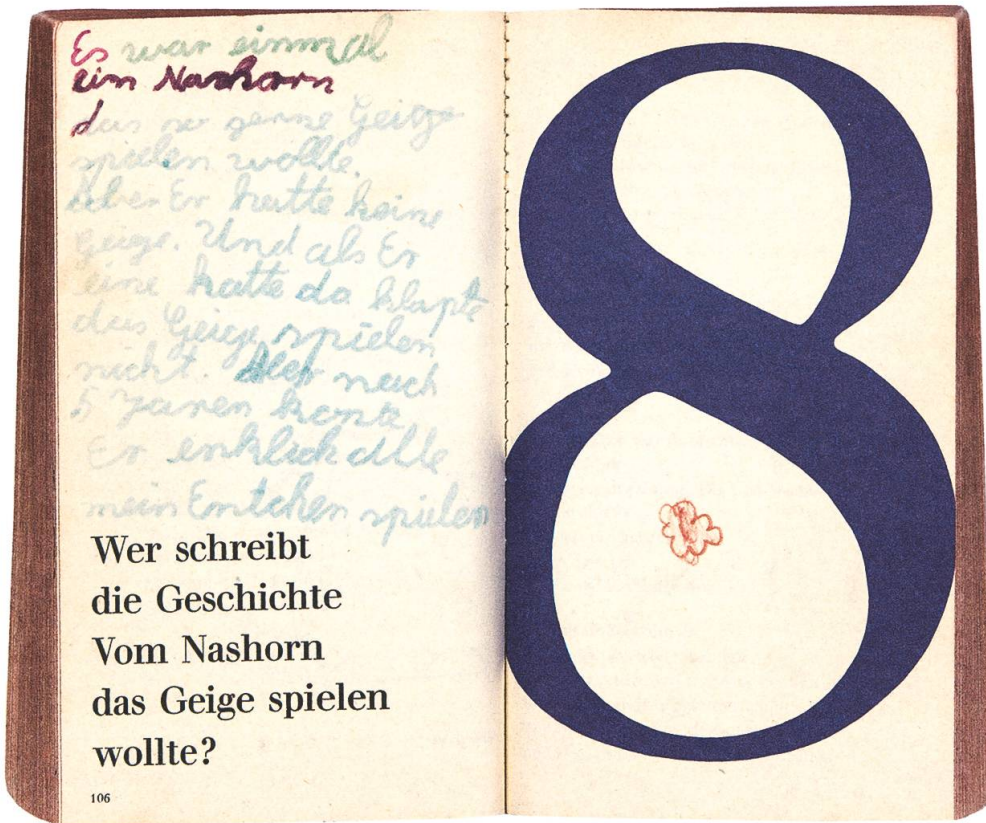 Es war einmal
ein Nashorn
das so gerne Geige
spielen wollte.
Aber Er hatte keine
Geige. Und als Er
eine hatte da klapte
das Geige spielen
nicht. Aber nach
5 Jaren konte
Er enklich Alle
mein Entchen spielen
Wer schreibt
die Geschichte
Vom Nashorn
das Geige spielen
wollte?
106
8